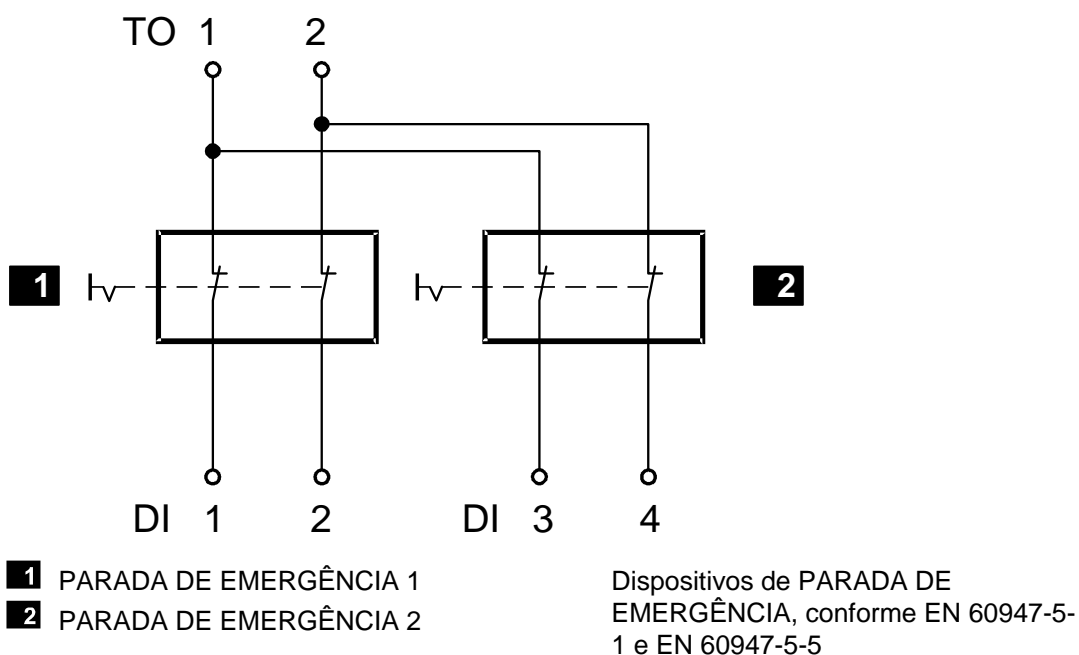 TO 1 2
1
2
DI 1 2 DI 3 4
1 PARADA DE EMERGÊNCIA 1
2 PARADA DE EMERGÊNCIA 2
Dispositivos de PARADA DE
EMERGÊNCIA, conforme EN 60947-5-
1 e EN 60947-5-5